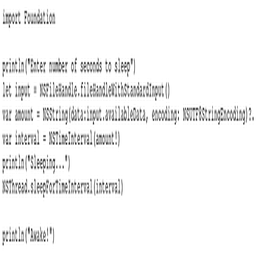 import Foundation
println("Enter number of seconds to sleep")
let input = NSFileHandle.fileHandleWithStandardInput()
var amount = NSString(data:input.availableData, encoding: NSUTF8StringEncoding)?.
var interval = NSTimeInterval(amount!)
println("Sleeping...")
NSThread.sleepForTimeInterval(interval)
println("Awake!")